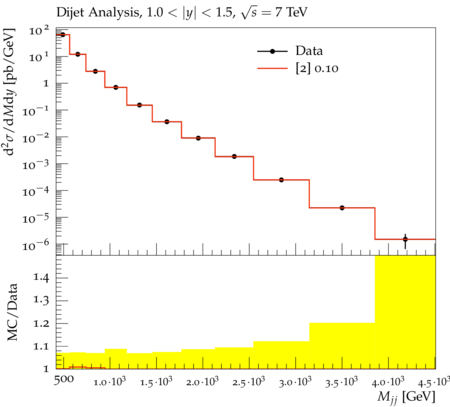 Dijet Analysis, 1.0 < |y| < 1.5, √s = 7 TeV
d²σ/dMdy [pb/GeV]
10²
10¹
1
10⁻¹
10⁻²
10⁻³
10⁻⁴
10⁻⁵
10⁻⁶
Data
[2] 0.10
MC/Data
1.4
1.3
1.2
1.1
1
500 1.0·10³ 1.5·10³ 2.0·10³ 2.5·10³ 3.0·10³ 3.5·10³ 4.0·10³ 4.5·10³
M_jj [GeV]